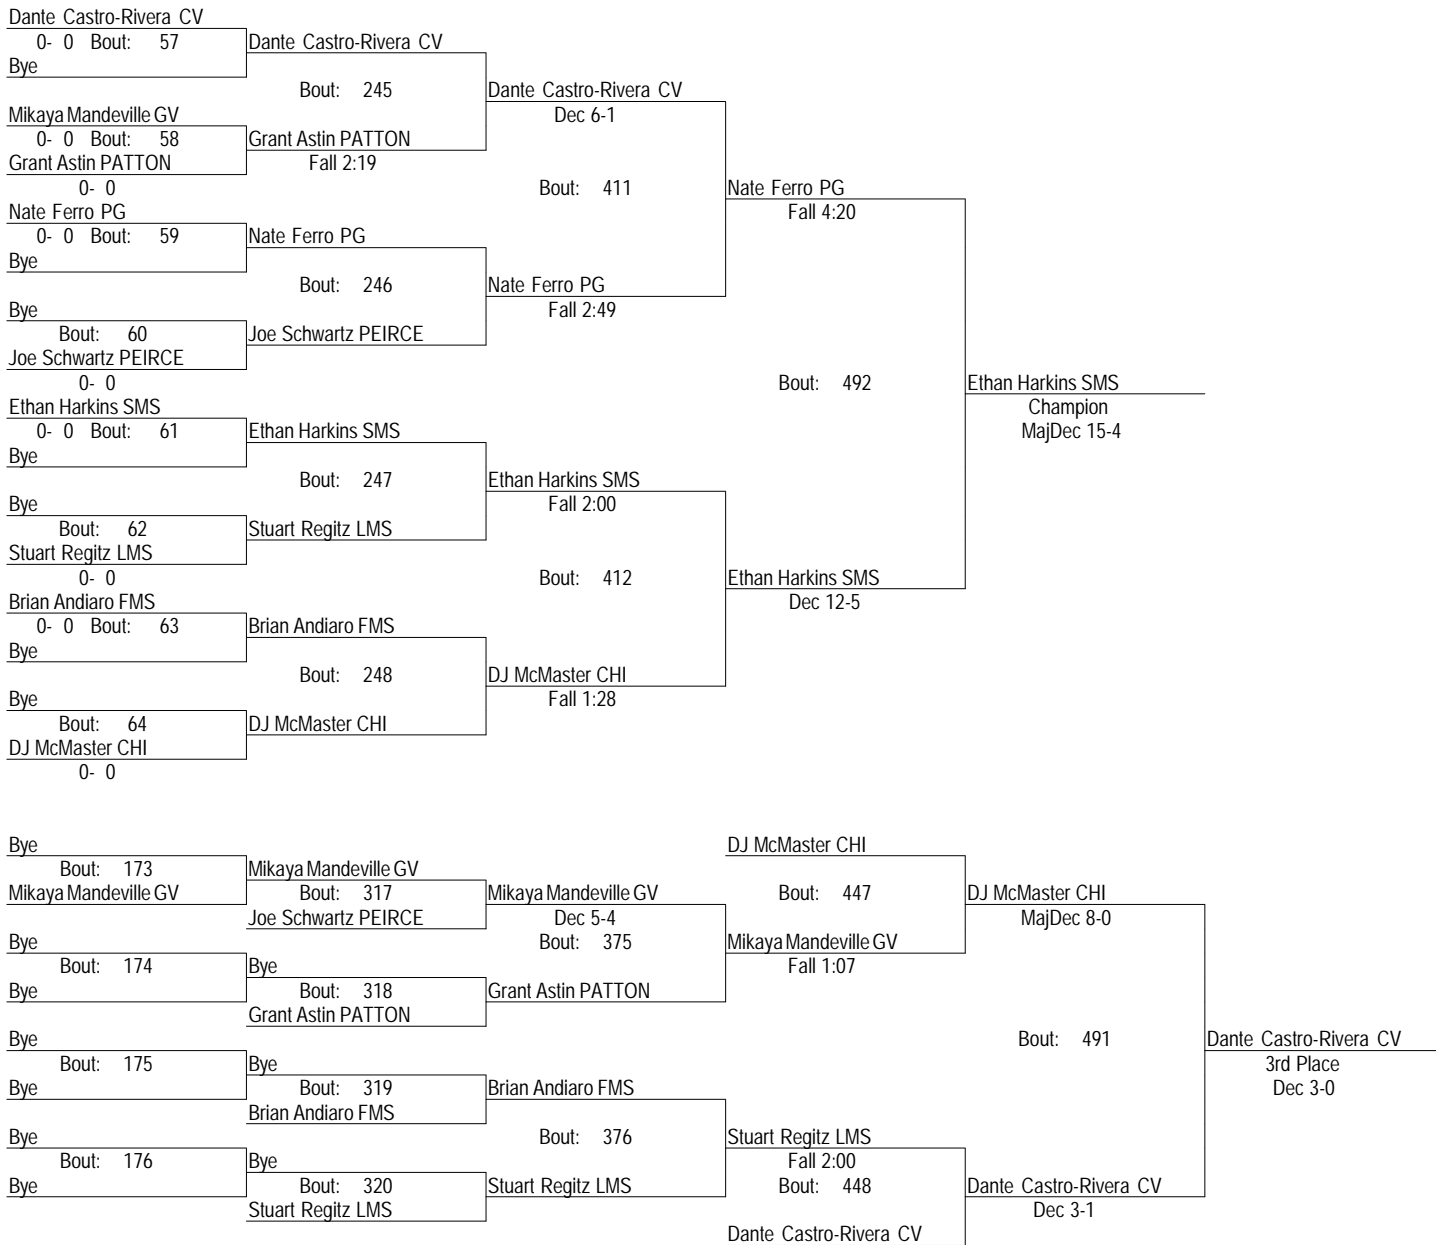 Dante Castro-Rivera CV
0- 0 Bout: 57 Dante Castro-Rivera CV
Bye
Bout: 245 Dante Castro-Rivera CV
Mikaya Mandeville GV Dec 6-1
0- 0 Bout: 58 Grant Astin PATTON
Grant Astin PATTON Fall 2:19
0- 0 Bout: 411 Nate Ferro PG
Nate Ferro PG Fall 4:20
0- 0 Bout: 59 Nate Ferro PG
Bye
Bout: 246 Nate Ferro PG
Bye Fall 2:49
Bout: 60 Joe Schwartz PEIRCE
Joe Schwartz PEIRCE
0- 0 Bout: 492 Ethan Harkins SMS
Ethan Harkins SMS Champion
0- 0 Bout: 61 Ethan Harkins SMS MajDec 15-4
Bye
Bout: 247 Ethan Harkins SMS
Bye Fall 2:00
Bout: 62 Stuart Regitz LMS
Stuart Regitz LMS
0- 0 Bout: 412 Ethan Harkins SMS
Brian Andiaro FMS Dec 12-5
0- 0 Bout: 63 Brian Andiaro FMS
Bye
Bout: 248 DJ McMaster CHI
Bye Fall 1:28
Bout: 64 DJ McMaster CHI
DJ McMaster CHI
0- 0
Bye DJ McMaster CHI
Bout: 173 Mikaya Mandeville GV
Mikaya Mandeville GV Bout: 317 Mikaya Mandeville GV Bout: 447 DJ McMaster CHI
Joe Schwartz PEIRCE Dec 5-4 MajDec 8-0
Bye Bout: 375 Mikaya Mandeville GV
Bout: 174 Bye Fall 1:07
Bye Bout: 318 Grant Astin PATTON
Grant Astin PATTON
Bye Bout: 491 Dante Castro-Rivera CV
Bout: 175 Bye 3rd Place
Bye Bout: 319 Brian Andiaro FMS Dec 3-0
Brian Andiaro FMS
Bye Bout: 376 Stuart Regitz LMS
Bout: 176 Bye Fall 2:00
Bye Bout: 320 Stuart Regitz LMS Bout: 448 Dante Castro-Rivera CV
Stuart Regitz LMS Dec 3-1
Dante Castro-Rivera CV